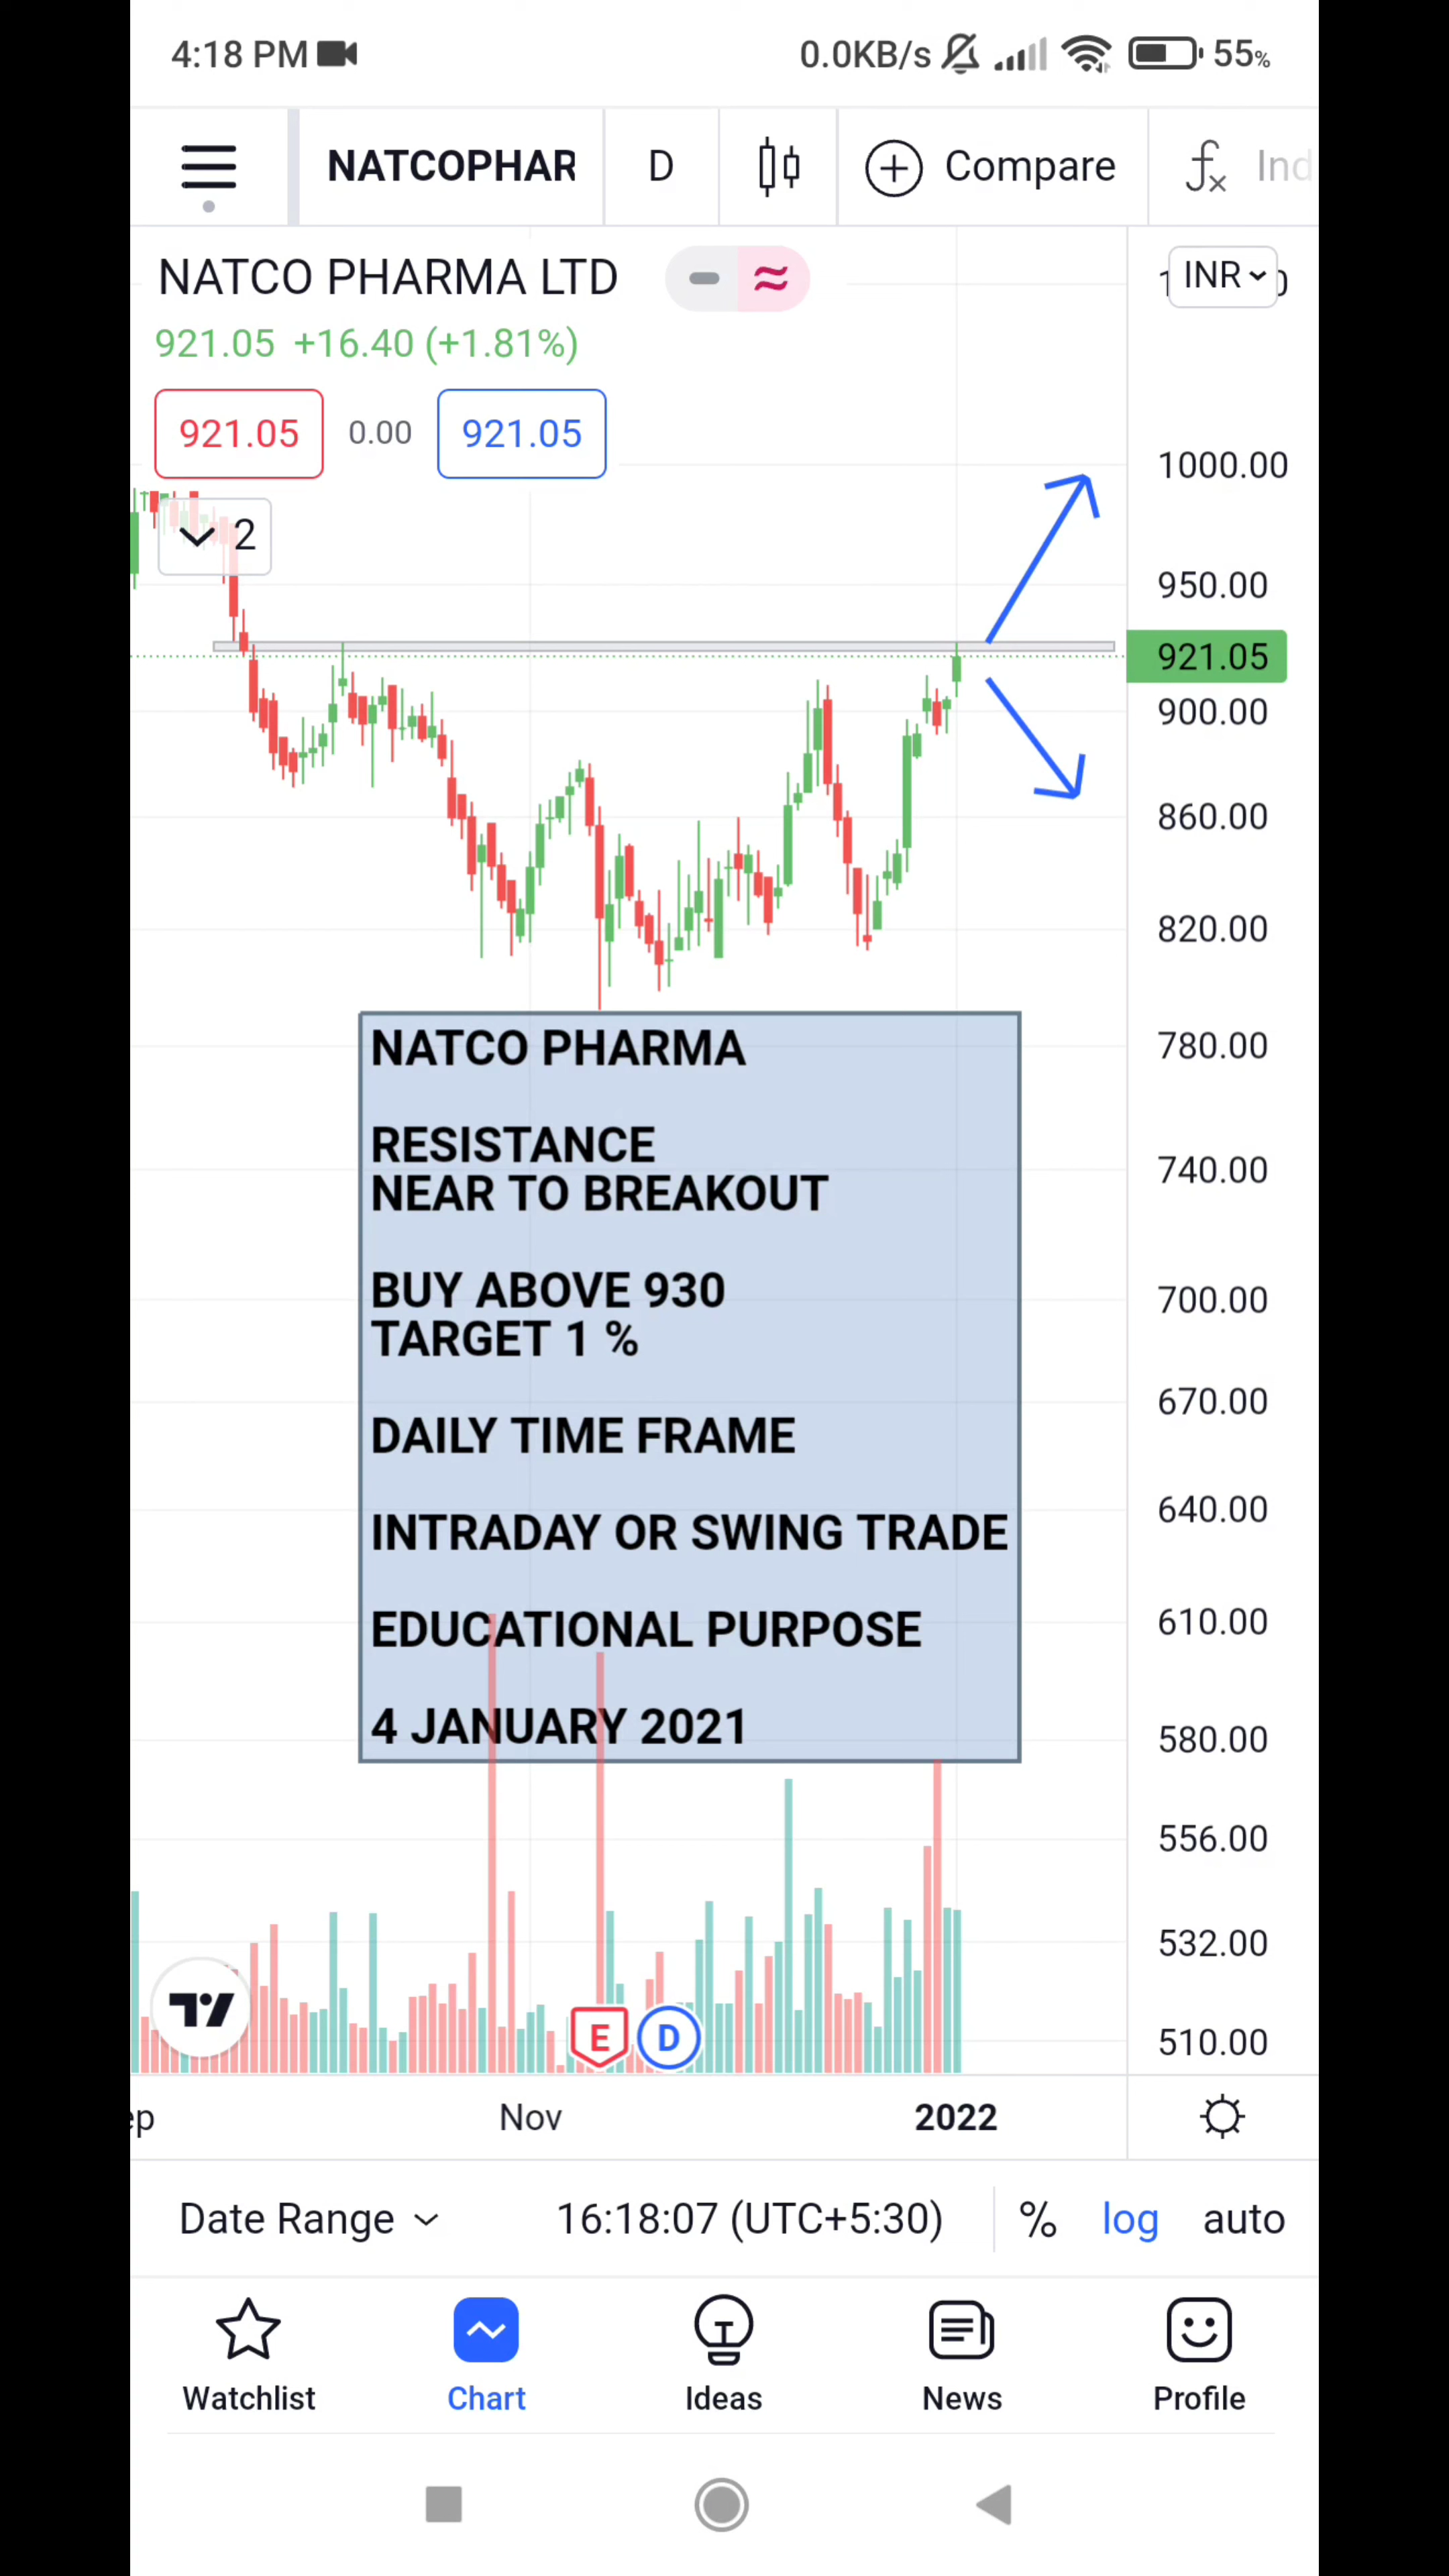 4:18 PM 0.0KB/s 55%
NATCOPHAR D Compare
NATCO PHARMA LTD INR
921.05 +16.40 (+1.81%)
921.05 0.00 921.05
2
1000.00
950.00
921.05
900.00
860.00
820.00
780.00
740.00
700.00
670.00
640.00
610.00
580.00
556.00
532.00
510.00
NATCO PHARMA
RESISTANCE
NEAR TO BREAKOUT
BUY ABOVE 930
TARGET 1 %
DAILY TIME FRAME
INTRADAY OR SWING TRADE
EDUCATIONAL PURPOSE
4 JANUARY 2021
E D
Nov 2022
Date Range 16:18:07 (UTC+5:30) % log auto
Watchlist Chart Ideas News Profile